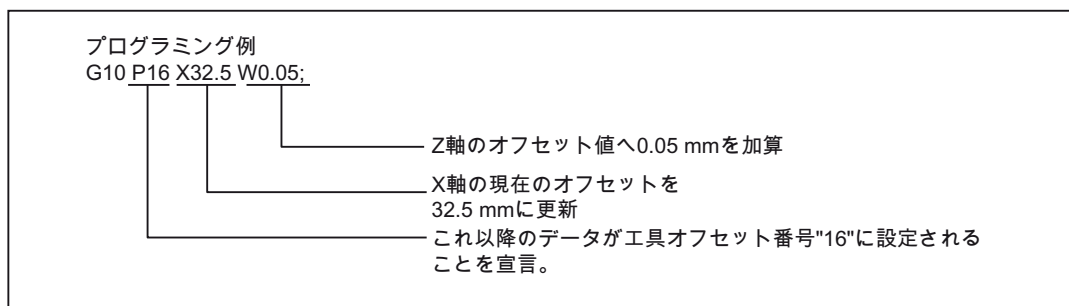 プログラミング例
G10 P16 X32.5 W0.05;
Z軸のオフセット値へ0.05 mmを加算
X軸の現在のオフセットを
32.5 mmに更新
これ以降のデータが工具オフセット番号"16"に設定される
ことを宣言。